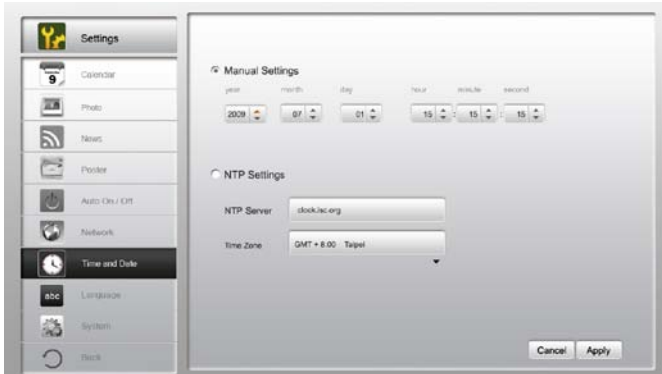 Settings
Calendar
9
Photo
News
Poster
Auto On / Off
Network
Time and Date
abc Language
System
Back
Manual Settings
year month day hour minute second
2009 07 01 15 : 15 : 15
NTP Settings
NTP Server clock.isc.org
Time Zone GMT + 8.00 Taipei
Cancel Apply